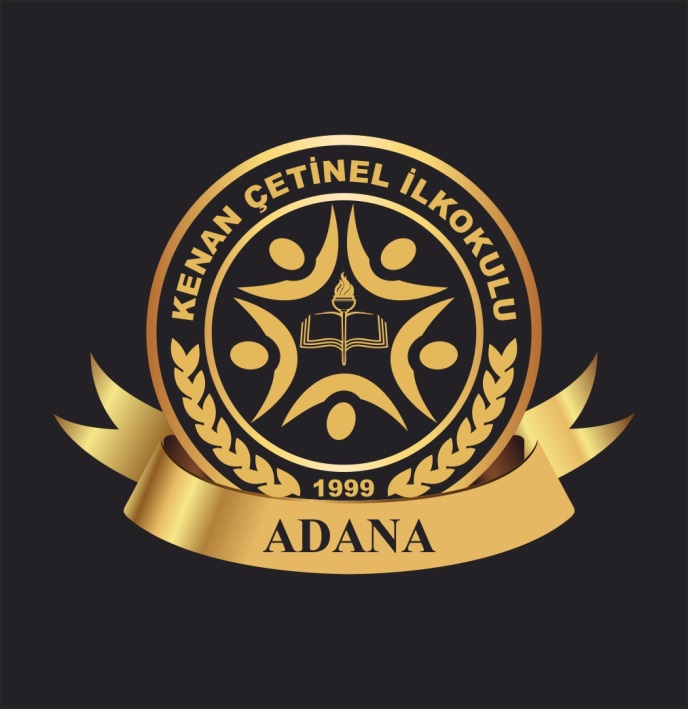 KENAN ÇETİNEL İLKOKULU
1999
ADANA